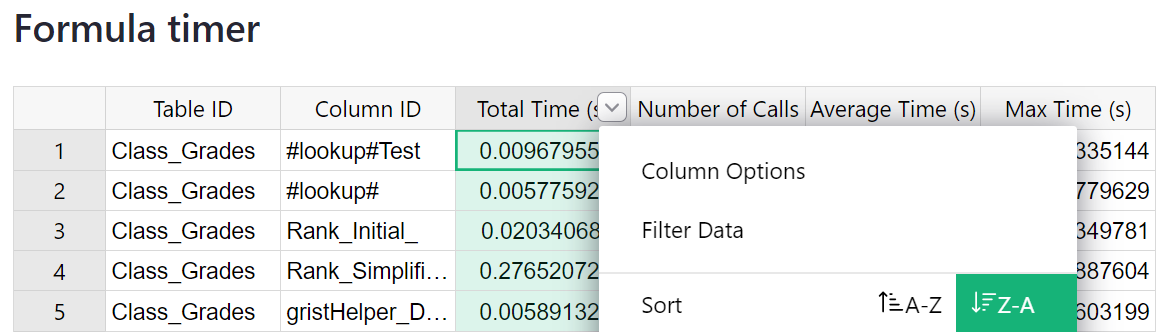 Formula timer
Table ID Column ID Total Time (s Number of Calls Average Time (s) Max Time (s)
1 Class_Grades #lookup#Test 0.00967955 335144
Column Options
2 Class_Grades #lookup# 0.00577592 779629
3 Class_Grades Rank_Initial_ 0.02034068 349781
Filter Data
4 Class_Grades Rank_Simplifi... 0.27652072 887604
5 Class_Grades gristHelper_D... 0.00589132 603199
Sort A-Z Z-A